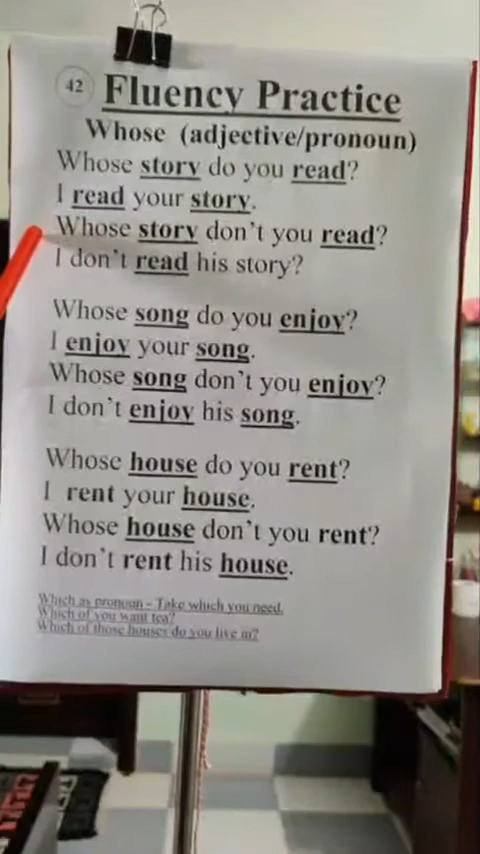 42
Fluency Practice
Whose (adjective/pronoun)
Whose story do you read?
I read your story.
Whose story don't you read?
I don't read his story?
Whose song do you enjoy?
I enjoy your song.
Whose song don't you enjoy?
I don't enjoy his song.
Whose house do you rent?
I rent your house.
Whose house don't you rent?
I don't rent his house.
Which as pronoun - Take which you need.
Which of you want tea?
Which of those houses do you live in?